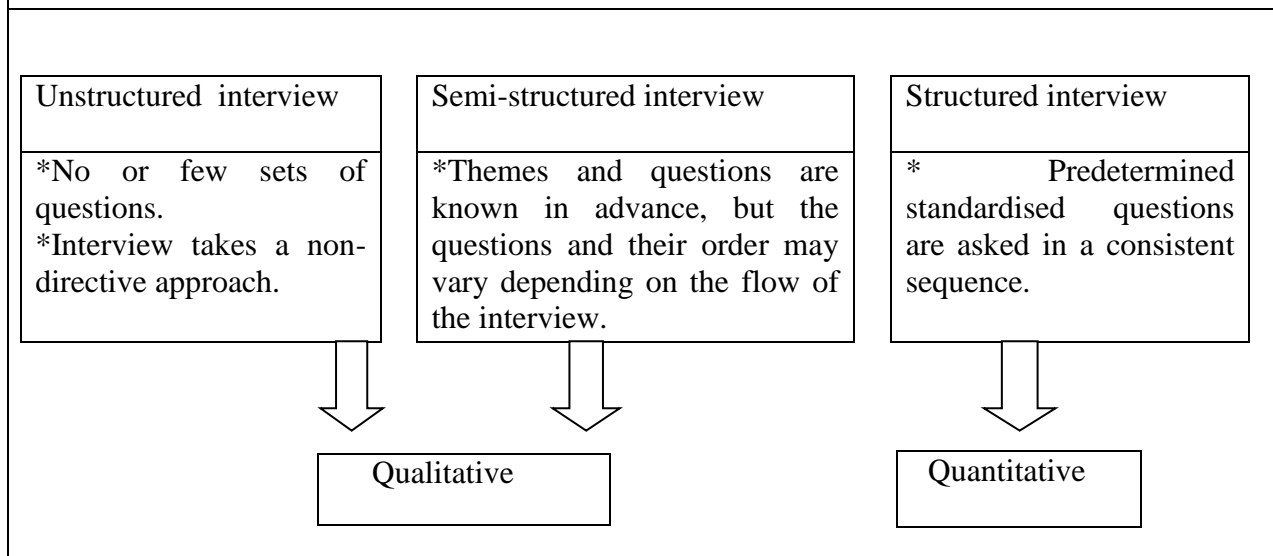 Unstructured interview
*No or few sets of
questions.
*Interview takes a non-
directive approach.
Semi-structured interview
*Themes and questions are
known in advance, but the
questions and their order may
vary depending on the flow of
the interview.
Structured interview
* Predetermined
standardised questions
are asked in a consistent
sequence.
Qualitative
Quantitative